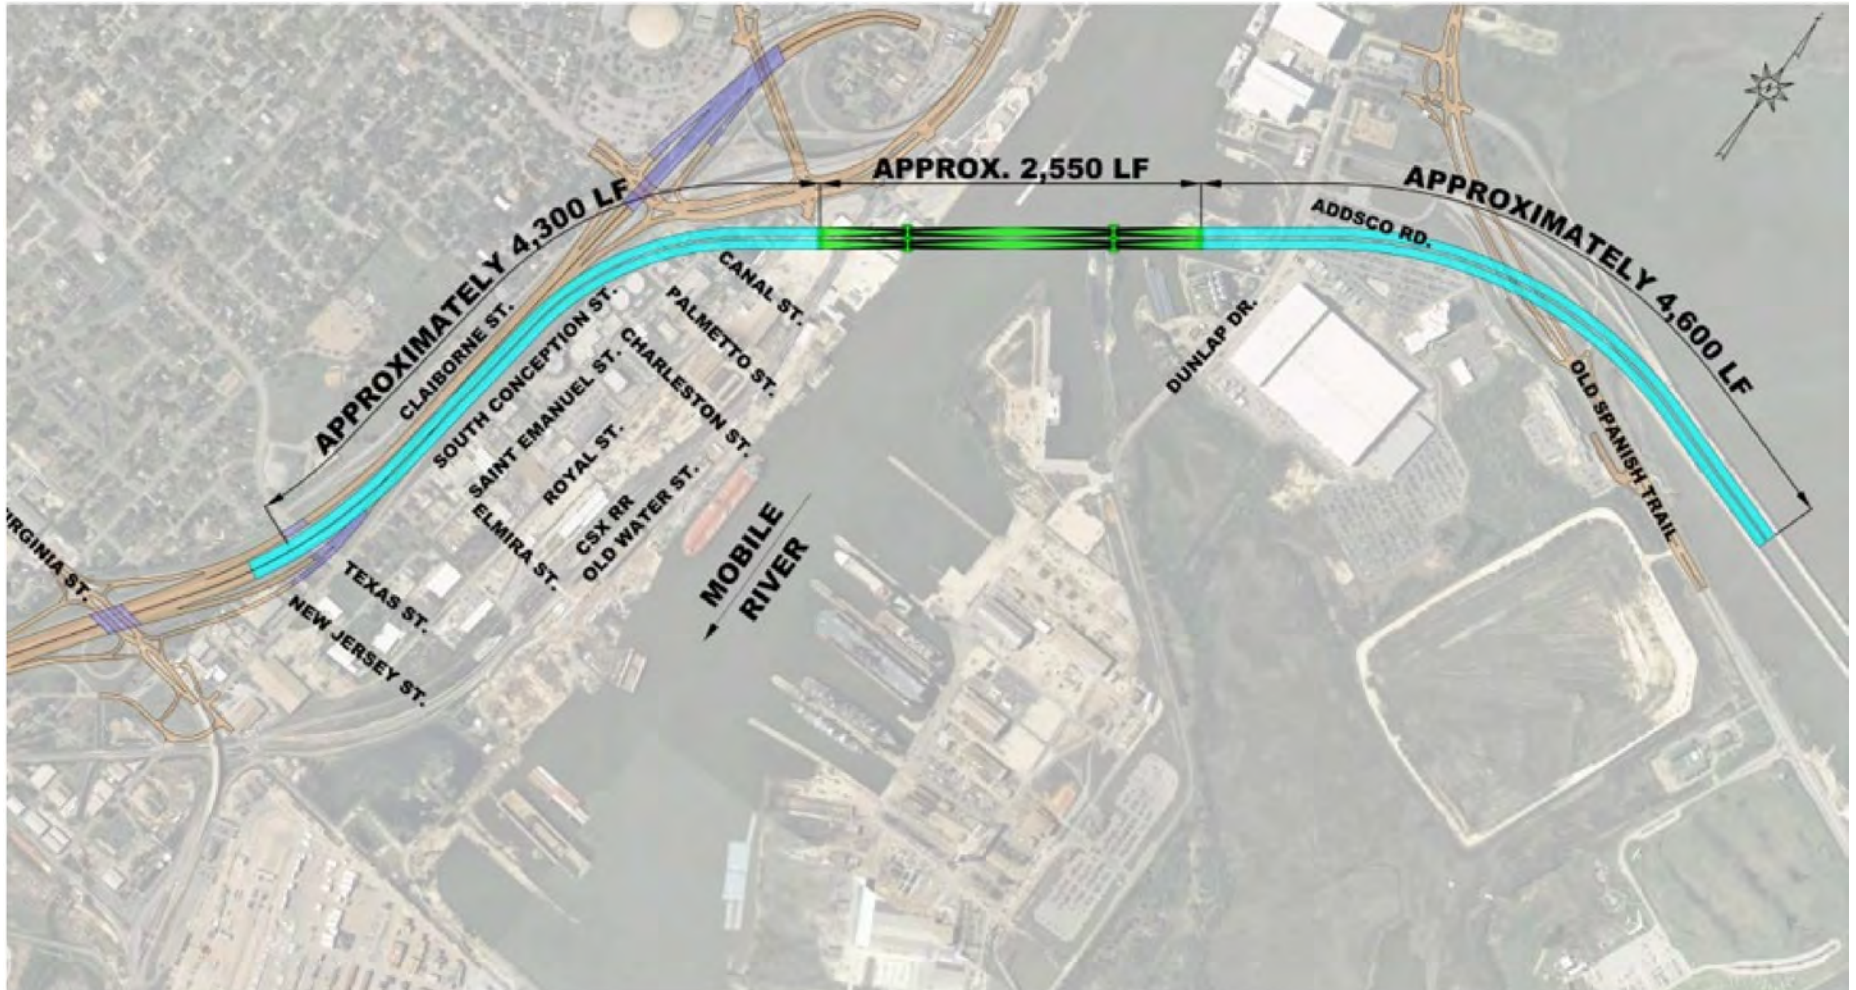 APPROX. 2,550 LF
APPROXIMATELY 4,300 LF
APPROXIMATELY 4,600 LF
ADDSCO RD.
CANAL ST.
PALMETTO ST.
CLAIBORNE ST.
SOUTH CONCEPTION ST.
CHARLESTON ST.
SAINT EMANUEL ST.
ROYAL ST.
DUNLAP DR.
OLD SPANISH TRAIL
ELMIRA ST.
CSX RR
OLD WATER ST.
MOBILE
RIVER
VIRGINIA ST.
TEXAS ST.
NEW JERSEY ST.